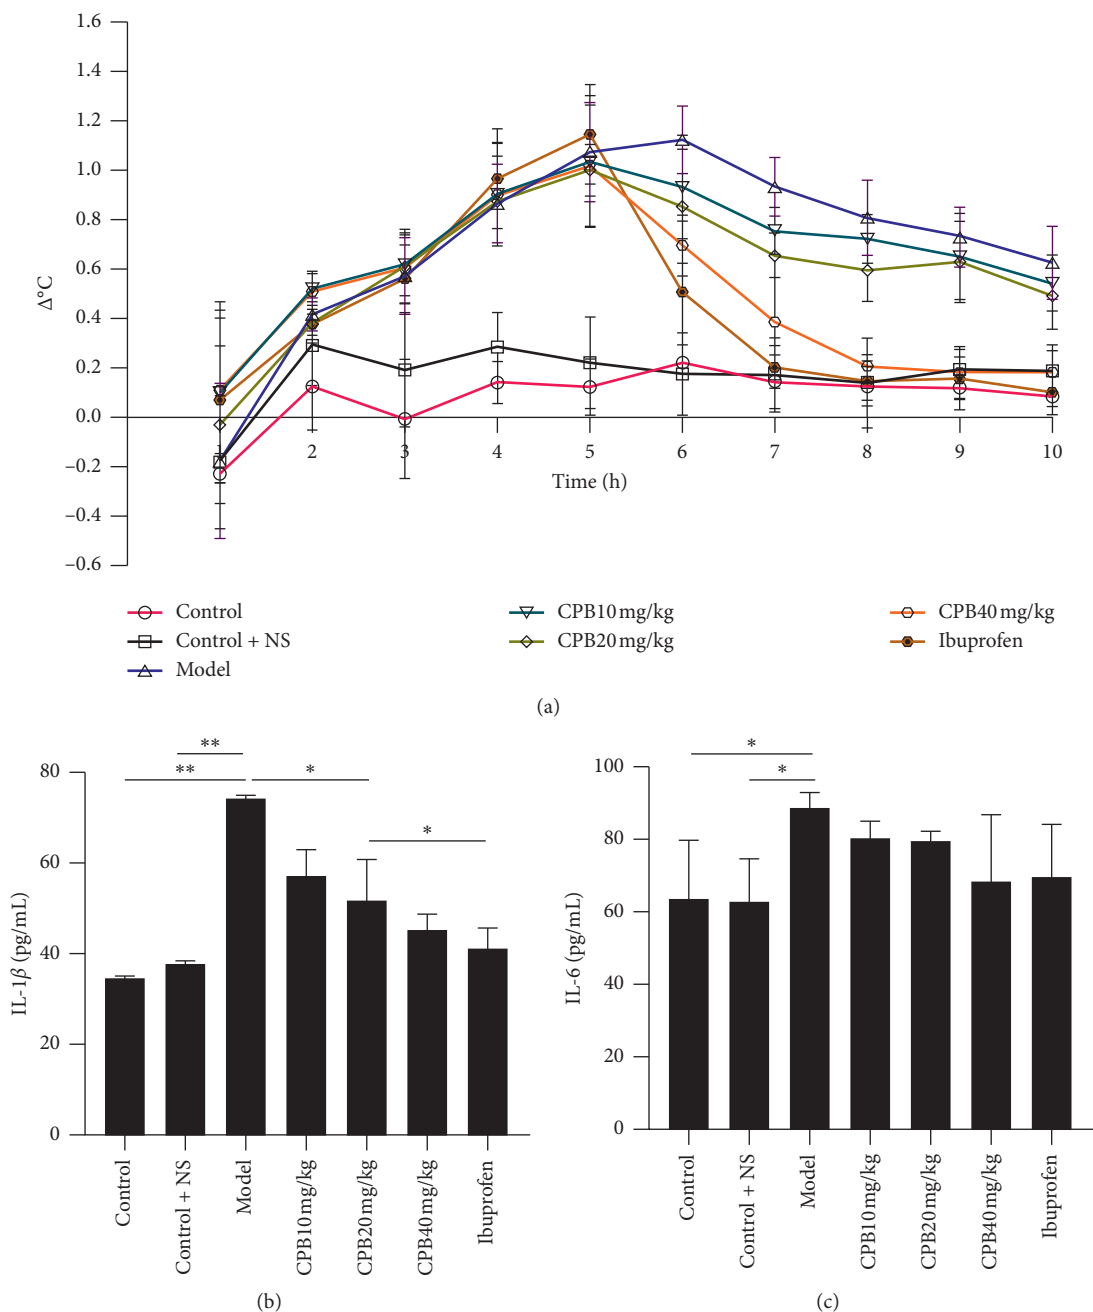 1.6
1.4
1.2
1.0
0.8
0.6
0.4
0.2
0.0
–0.2
–0.4
–0.6
Δ°C
1 2 3 4 5 6 7 8 9 10
Time (h)
Control
Control + NS
Model
CPB10 mg/kg
CPB20 mg/kg
CPB40 mg/kg
Ibuprofen
(a)
** 
** *
*
80
60
40
20
0
IL-1β (pg/mL)
Control
Control + NS
Model
CPB10 mg/kg
CPB20 mg/kg
CPB40 mg/kg
Ibuprofen
(b)
*
*
100
80
60
40
20
0
IL-6 (pg/mL)
Control
Control + NS
Model
CPB10 mg/kg
CPB20 mg/kg
CPB40 mg/kg
Ibuprofen
(c)